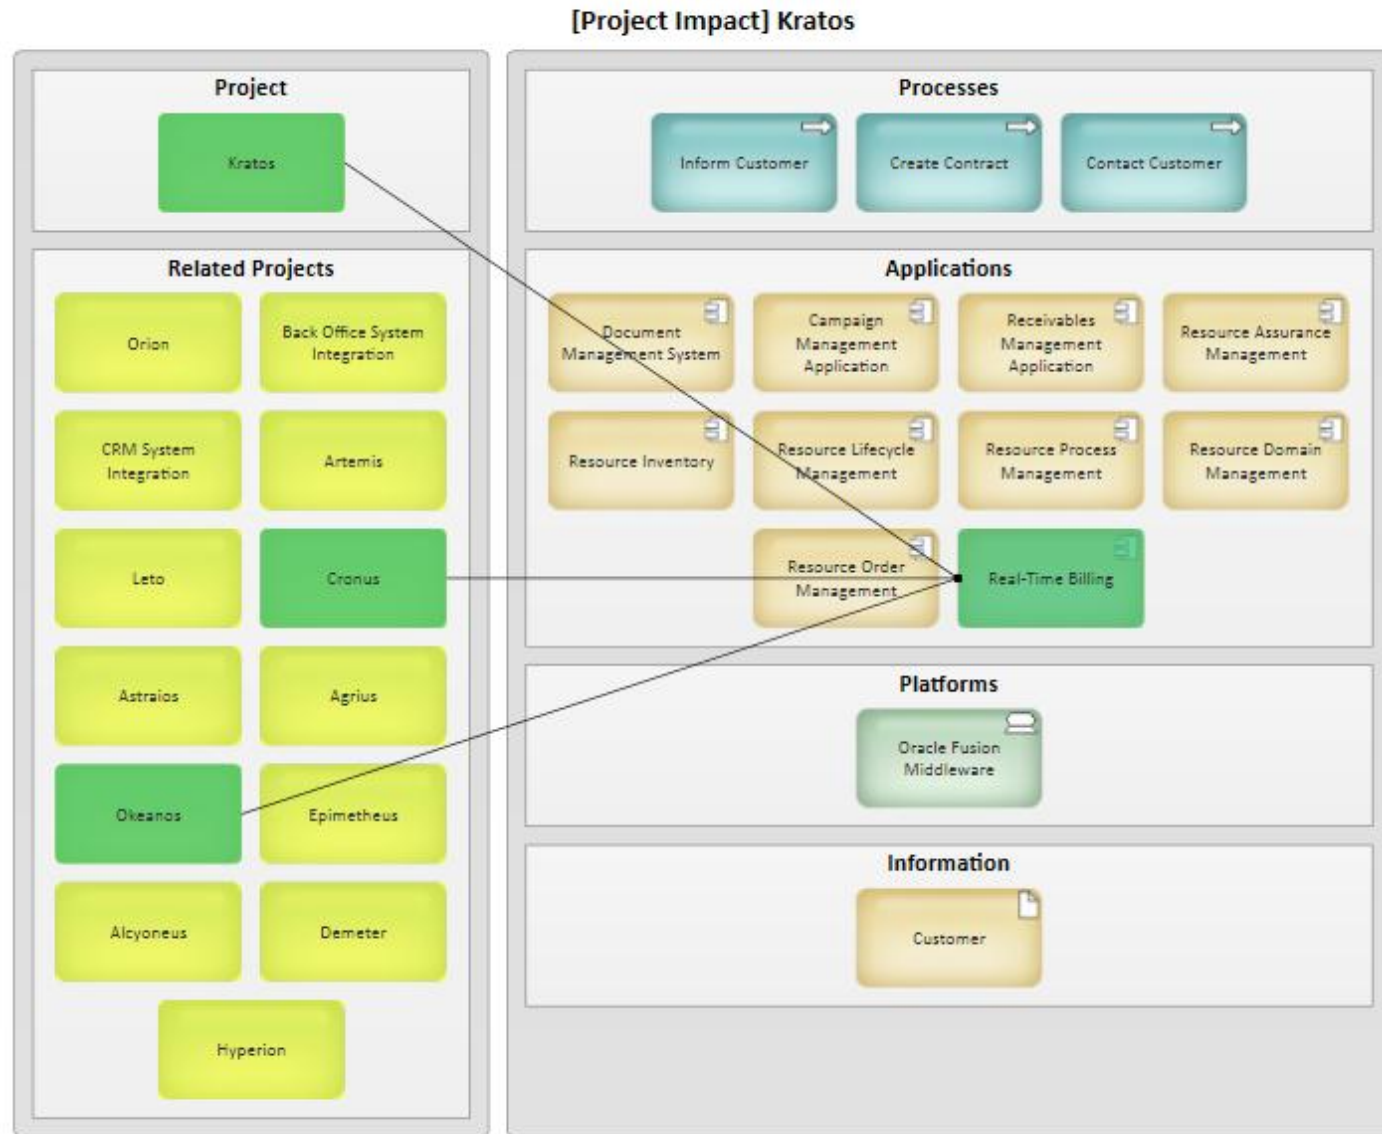 [Project Impact] Kratos
Project
Kratos
Related Projects
Orion
Back Office System
Integration
CRM System
Integration
Artemis
Leto
Cronus
Astraios
Agrius
Okeanos
Epimetheus
Alcyoneus
Demeter
Hyperion
Processes
Inform Customer
Create Contract
Contact Customer
Applications
Document
Management System
Campaign
Management
Application
Receivables
Management
Application
Resource Assurance
Management
Resource Inventory
Resource Lifecycle
Management
Resource Process
Management
Resource Domain
Management
Resource Order
Management
Real-Time Billing
Platforms
Oracle Fusion
Middleware
Information
Customer